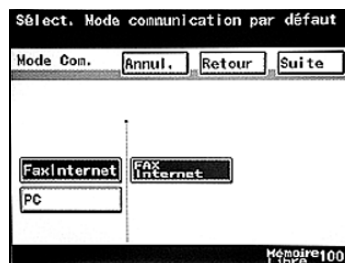 Sélect. Mode communication par défaut
Mode Com.
Annul.
Retour
Suite
FaxInternet
FAX
Internet
PC
Mémoire 100
Libre